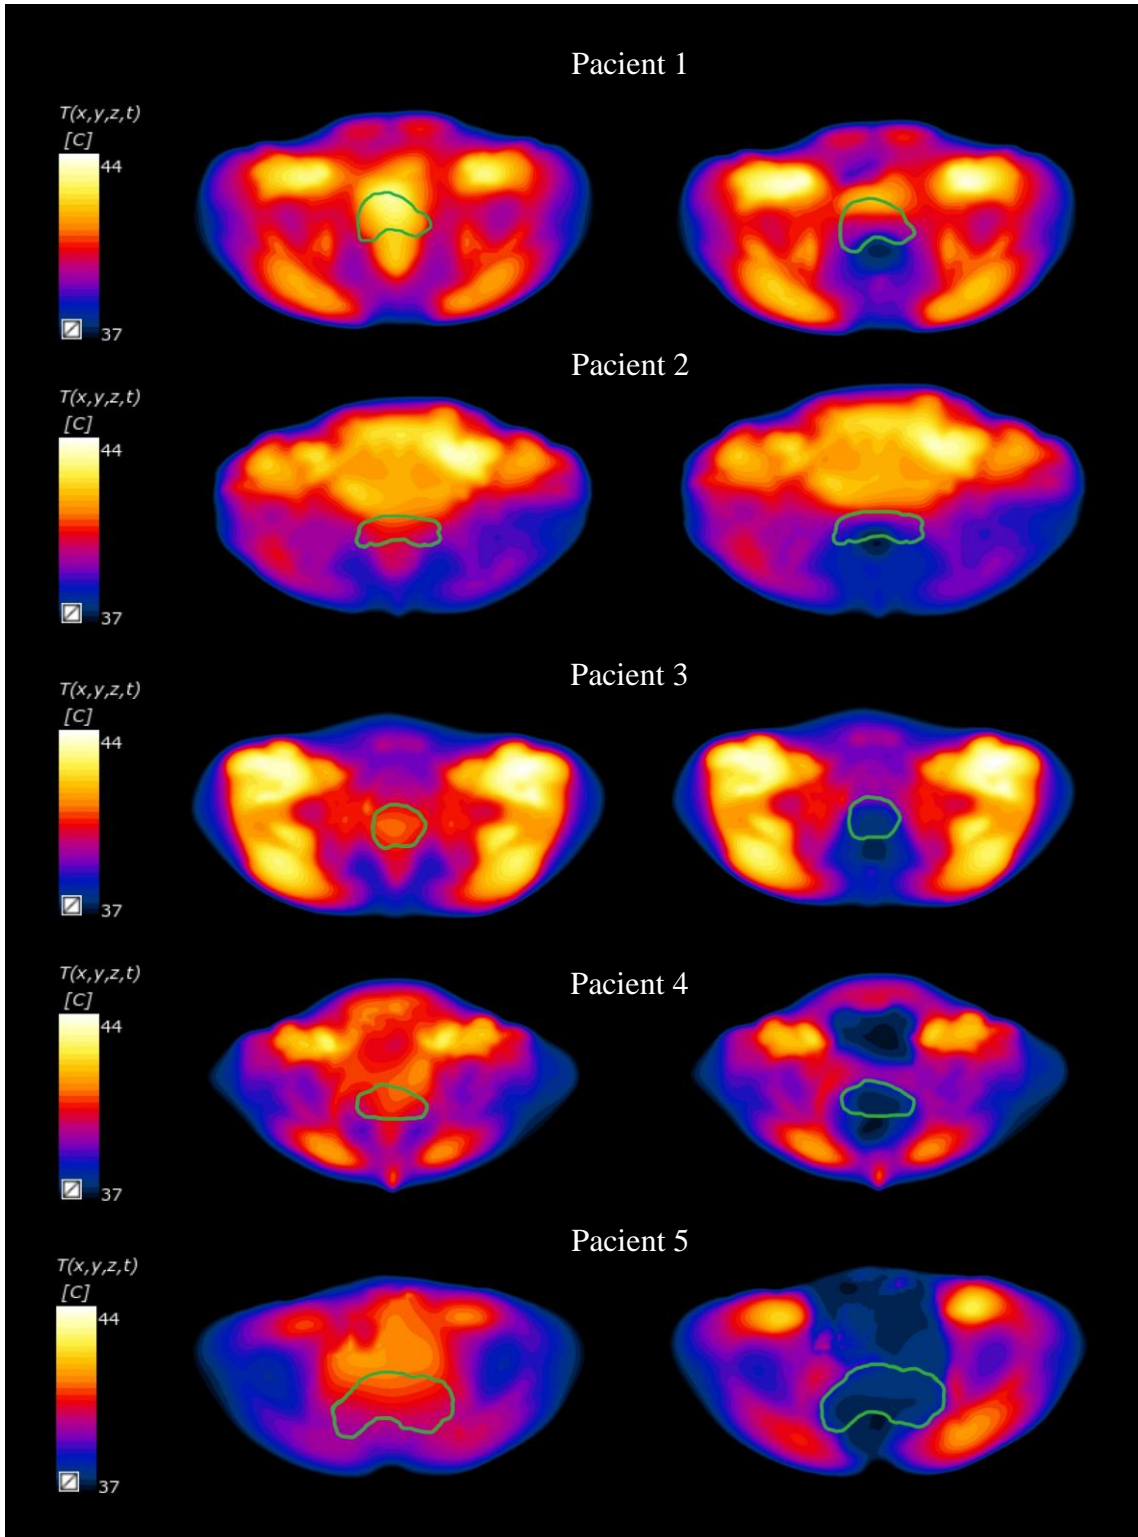 Pacient 1
T(x,y,z,t)
[C]
44
37
Pacient 2
T(x,y,z,t)
[C]
44
37
Pacient 3
T(x,y,z,t)
[C]
44
37
Pacient 4
T(x,y,z,t)
[C]
44
37
Pacient 5
T(x,y,z,t)
[C]
44
37